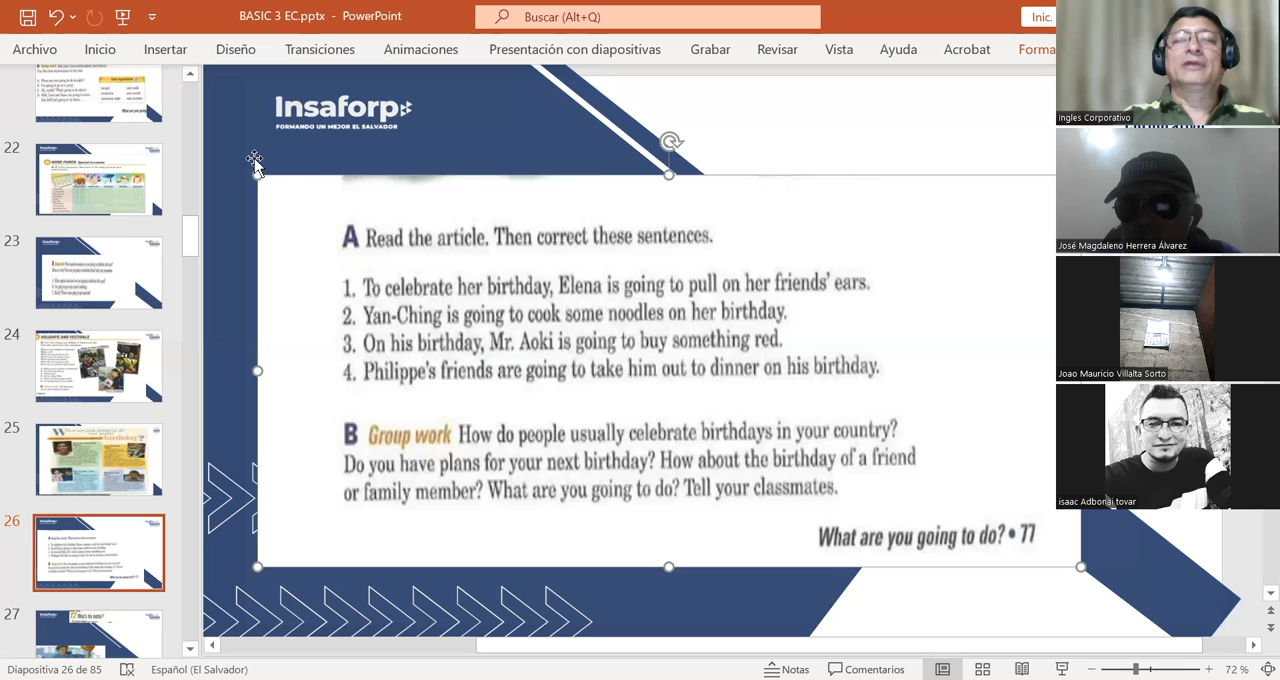 BASIC 3 EC.pptx - PowerPoint
Buscar (Alt+Q)
Inic.
Archivo Inicio Insertar Diseño Transiciones Animaciones Presentación con diapositivas Grabar Revisar Vista Ayuda Acrobat Forma
Insaforp
FORMANDO UN MEJOR EL SALVADOR
A Read the article. Then correct these sentences.
1. To celebrate her birthday, Elena is going to pull on her friends' ears.
2. Yan-Ching is going to cook some noodles on her birthday.
3. On his birthday, Mr. Aoki is going to buy something red.
4. Philippe's friends are going to take him out to dinner on his birthday.
B Group work How do people usually celebrate birthdays in your country?
Do you have plans for your next birthday? How about the birthday of a friend
or family member? What are you going to do? Tell your classmates.
What are you going to do? • 77
22
23
24
HOLIDAYS AND FESTIVALS
25
26
27
What's the matter?
Ingles Corporativo
José Magdaleno Herrera Álvarez
Joao Mauricio Villalta Sorto
isaac Adbonai tovar
Diapositiva 26 de 85
Español (El Salvador)
Notas
Comentarios
72 %